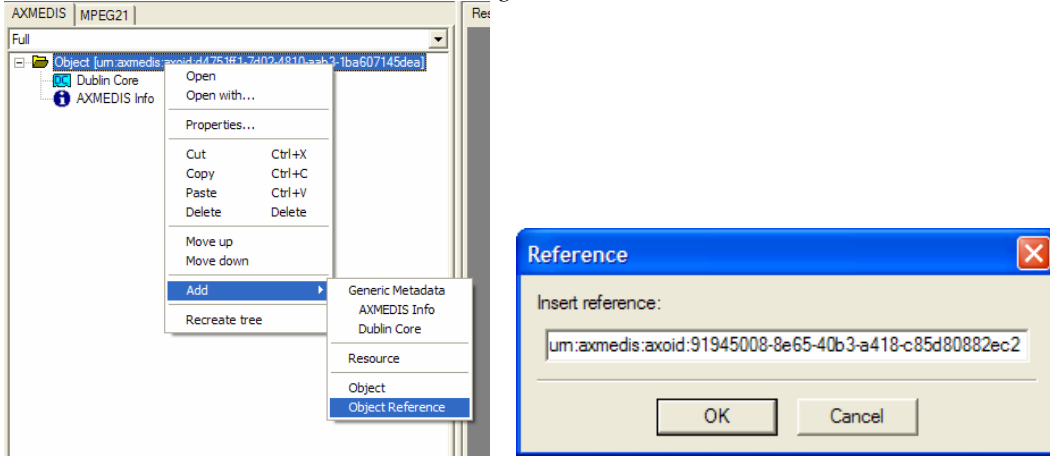 AXMEDIS MPEG21
Res
Full
Object [urn:axmedis:axoid:d4751ff1-7d02-4810-aab3-1ba607145dea]
Dublin Core
AXMEDIS Info
Open
Open with...
Properties...
Cut Ctrl+X
Copy Ctrl+C
Paste Ctrl+V
Delete Delete
Move up
Move down
Add
Recreate tree
Generic Metadata
AXMEDIS Info
Dublin Core
Resource
Object
Object Reference
Reference
Insert reference:
urn:axmedis:axoid:91945008-8e65-40b3-a418-c85d80882ec2
OK Cancel